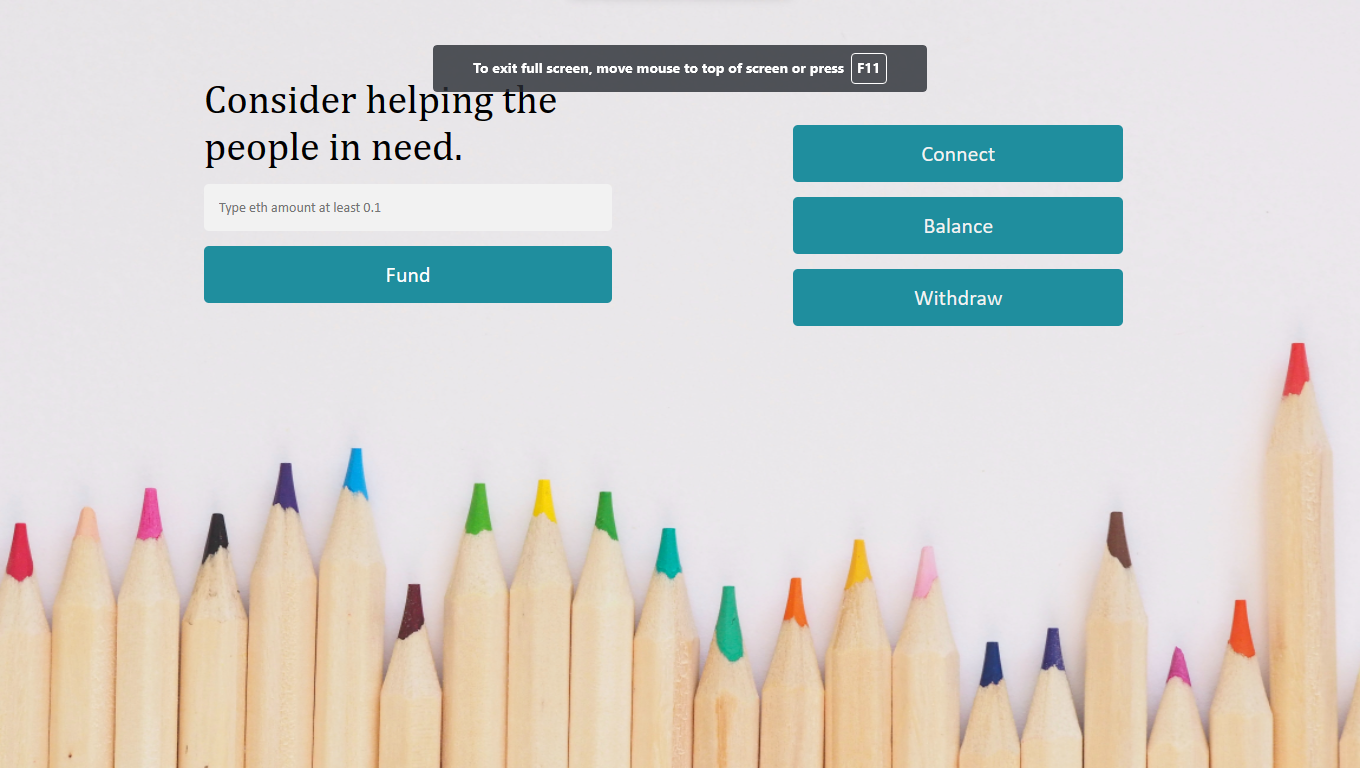 To exit full screen, move mouse to top of screen or press F11
Consider helping the
people in need.
Type eth amount at least 0.1
Fund
Connect
Balance
Withdraw